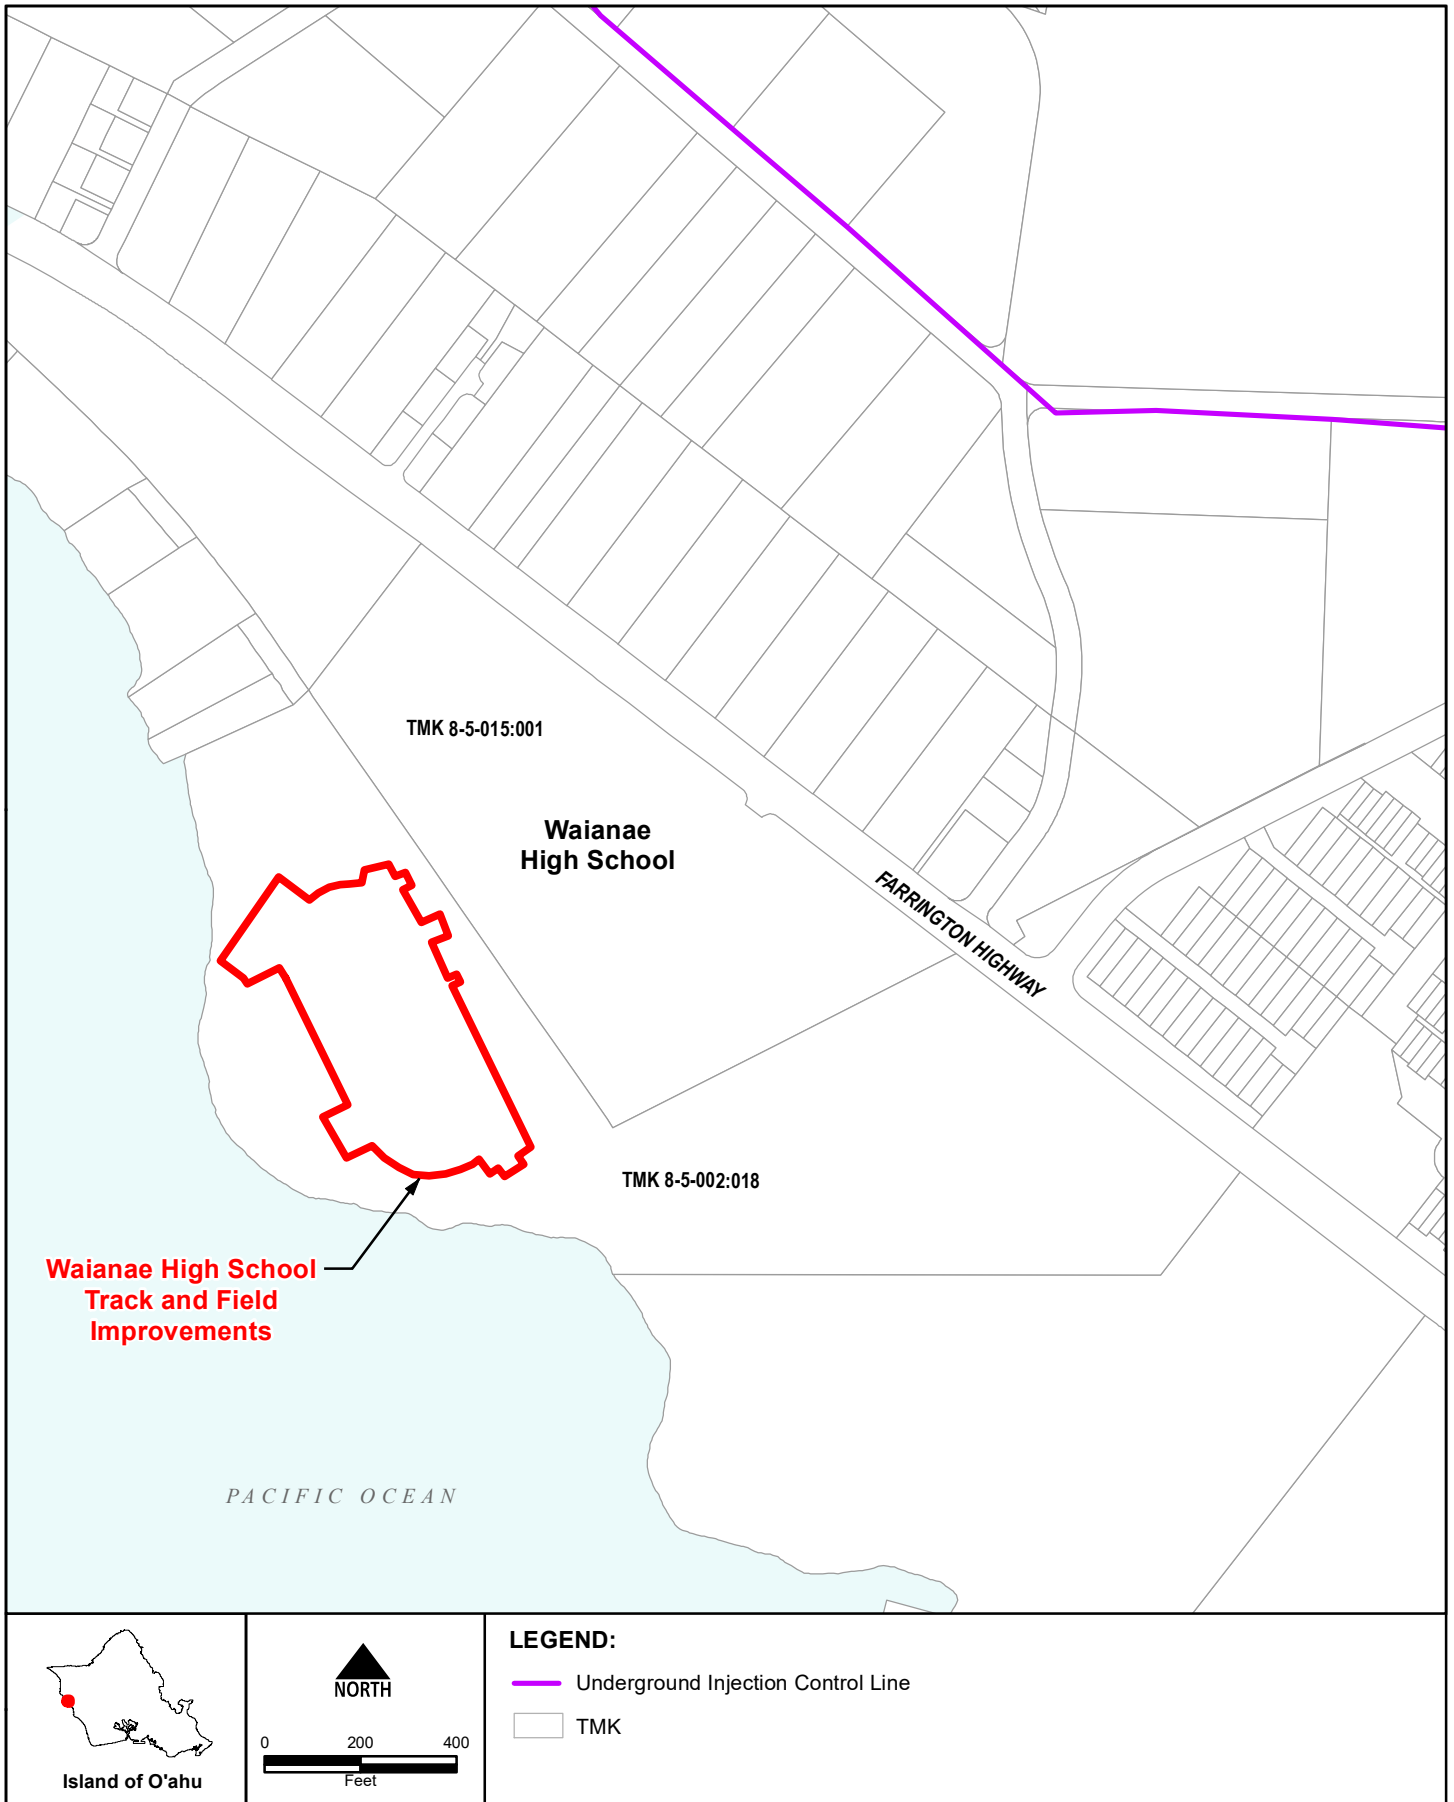 TMK 8-5-015:001
Waianae
High School
FARRINGTON HIGHWAY
TMK 8-5-002:018
Waianae High School
Track and Field
Improvements
PACIFIC OCEAN
Island of O'ahu
NORTH
0 200 400
Feet
LEGEND:
Underground Injection Control Line
TMK